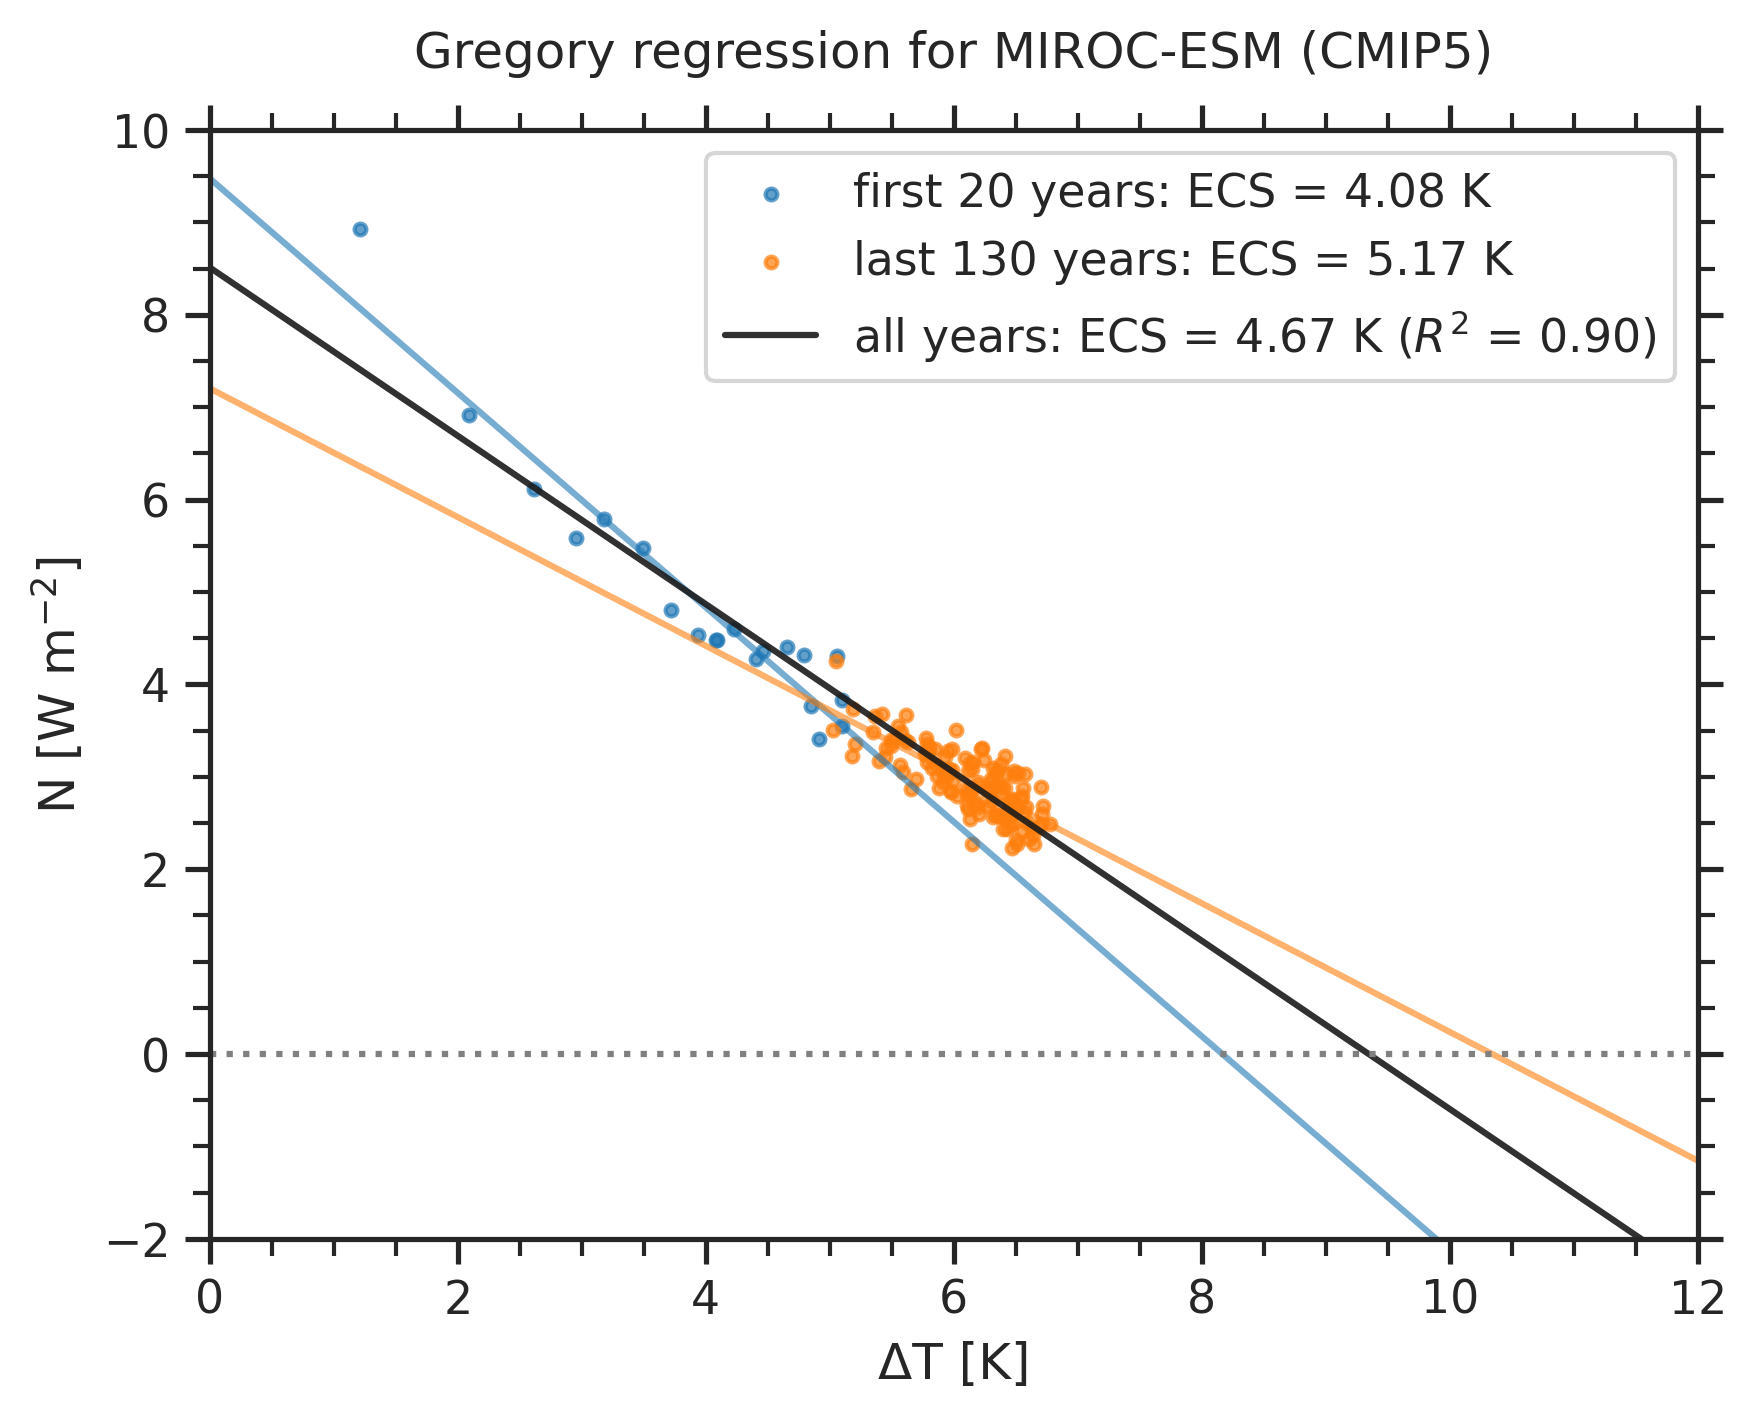 Gregory regression for MIROC-ESM (CMIP5)
10
8
6
4
2
0
−2
N [W m⁻²]
first 20 years: ECS = 4.08 K
last 130 years: ECS = 5.17 K
all years: ECS = 4.67 K (R² = 0.90)
0 2 4 6 8 10 12
ΔT [K]